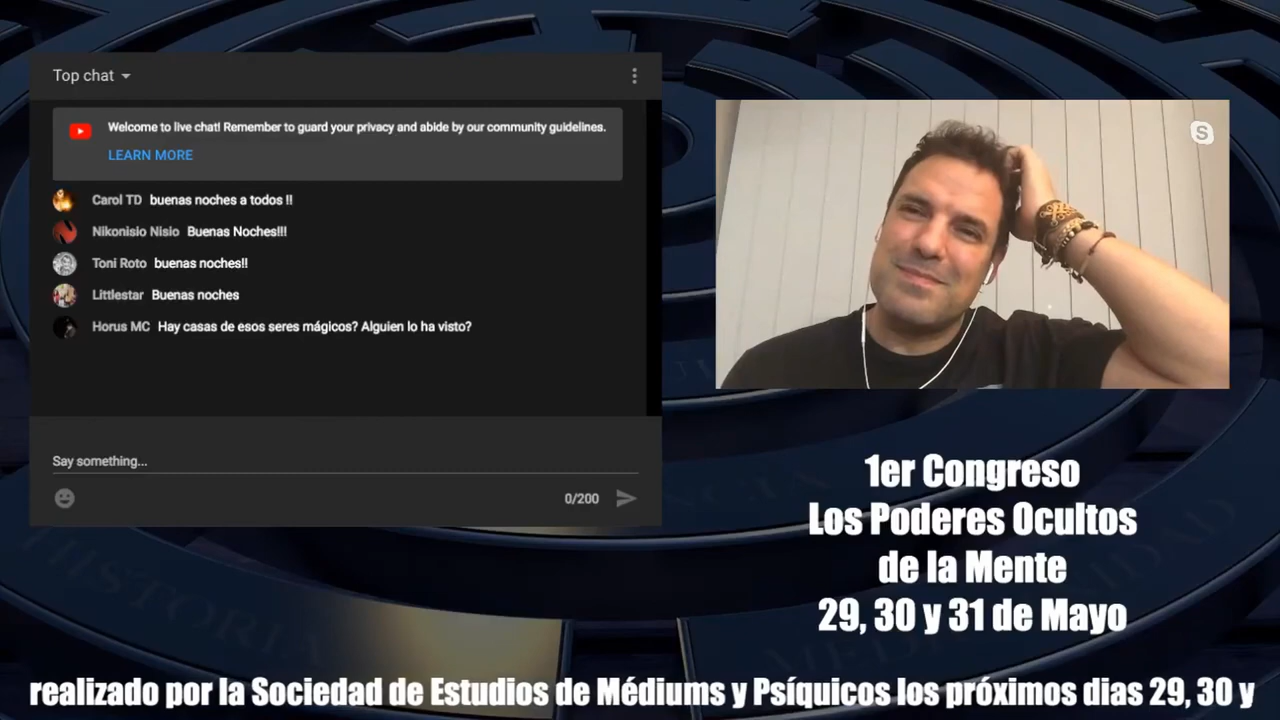 Top chat
Welcome to live chat! Remember to guard your privacy and abide by our community guidelines.
LEARN MORE
Carol TD buenas noches a todos !!
Nikonisio Nisio Buenas Noches!!!
Toni Roto buenas noches!!
Littlestar Buenas noches
Horus MC Hay casas de esos seres mágicos? Alguien lo ha visto?
Say something...
0/200
S
1er Congreso
Los Poderes Ocultos
de la Mente
29, 30 y 31 de Mayo
HISTORIA
realizado por la Sociedad de Estudios de Médiums y Psíquicos los próximos dias 29, 30 y